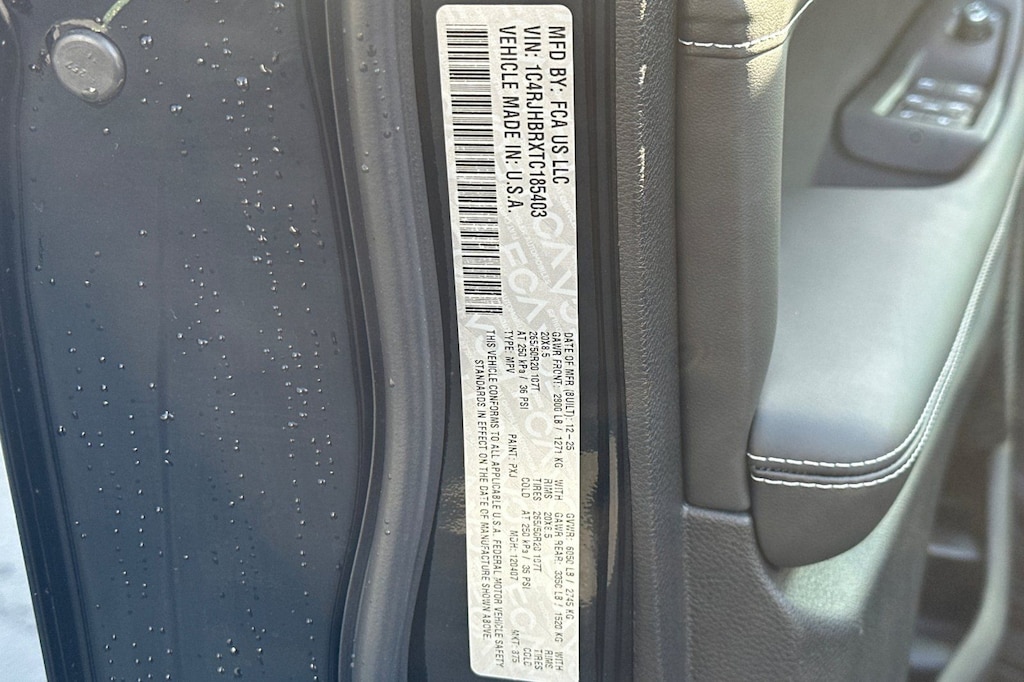 MFD BY: FCA US LLC
VIN: 1C4RJHBRXTC185403
VEHICLE MADE IN: U.S.A.
DATE OF MFR (BUILT): 12-25 GVWR: 6050 LB / 2745 KG
GAWR FRONT: 2800 LB / 1271 KG WITH GAWR REAR: 3350 LB / 1520 KG WITH
20X8.5 RIMS 20X8.5 RIMS
265/50R20 107T TIRES 265/50R20 107T TIRES
AT 250 kPa / 36 PSI COLD AT 250 kPa / 36 PSI COLD
TYPE: MPV PAINT: PXJ MDH: 120407 MKT: 375
THIS VEHICLE CONFORMS TO ALL APPLICABLE U.S.A. FEDERAL MOTOR VEHICLE SAFETY
STANDARDS IN EFFECT ON THE DATE OF MANUFACTURE SHOWN ABOVE.